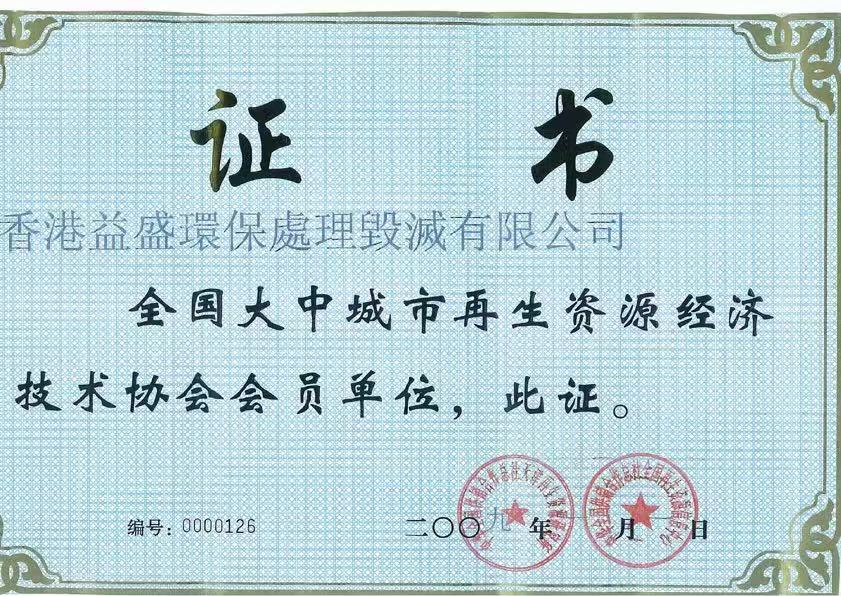 证 书
香港益盛環保處理毀滅有限公司
全国大中城市再生资源经济
技术协会会员单位，此证。
编号：0000126
二〇〇九年 月 日